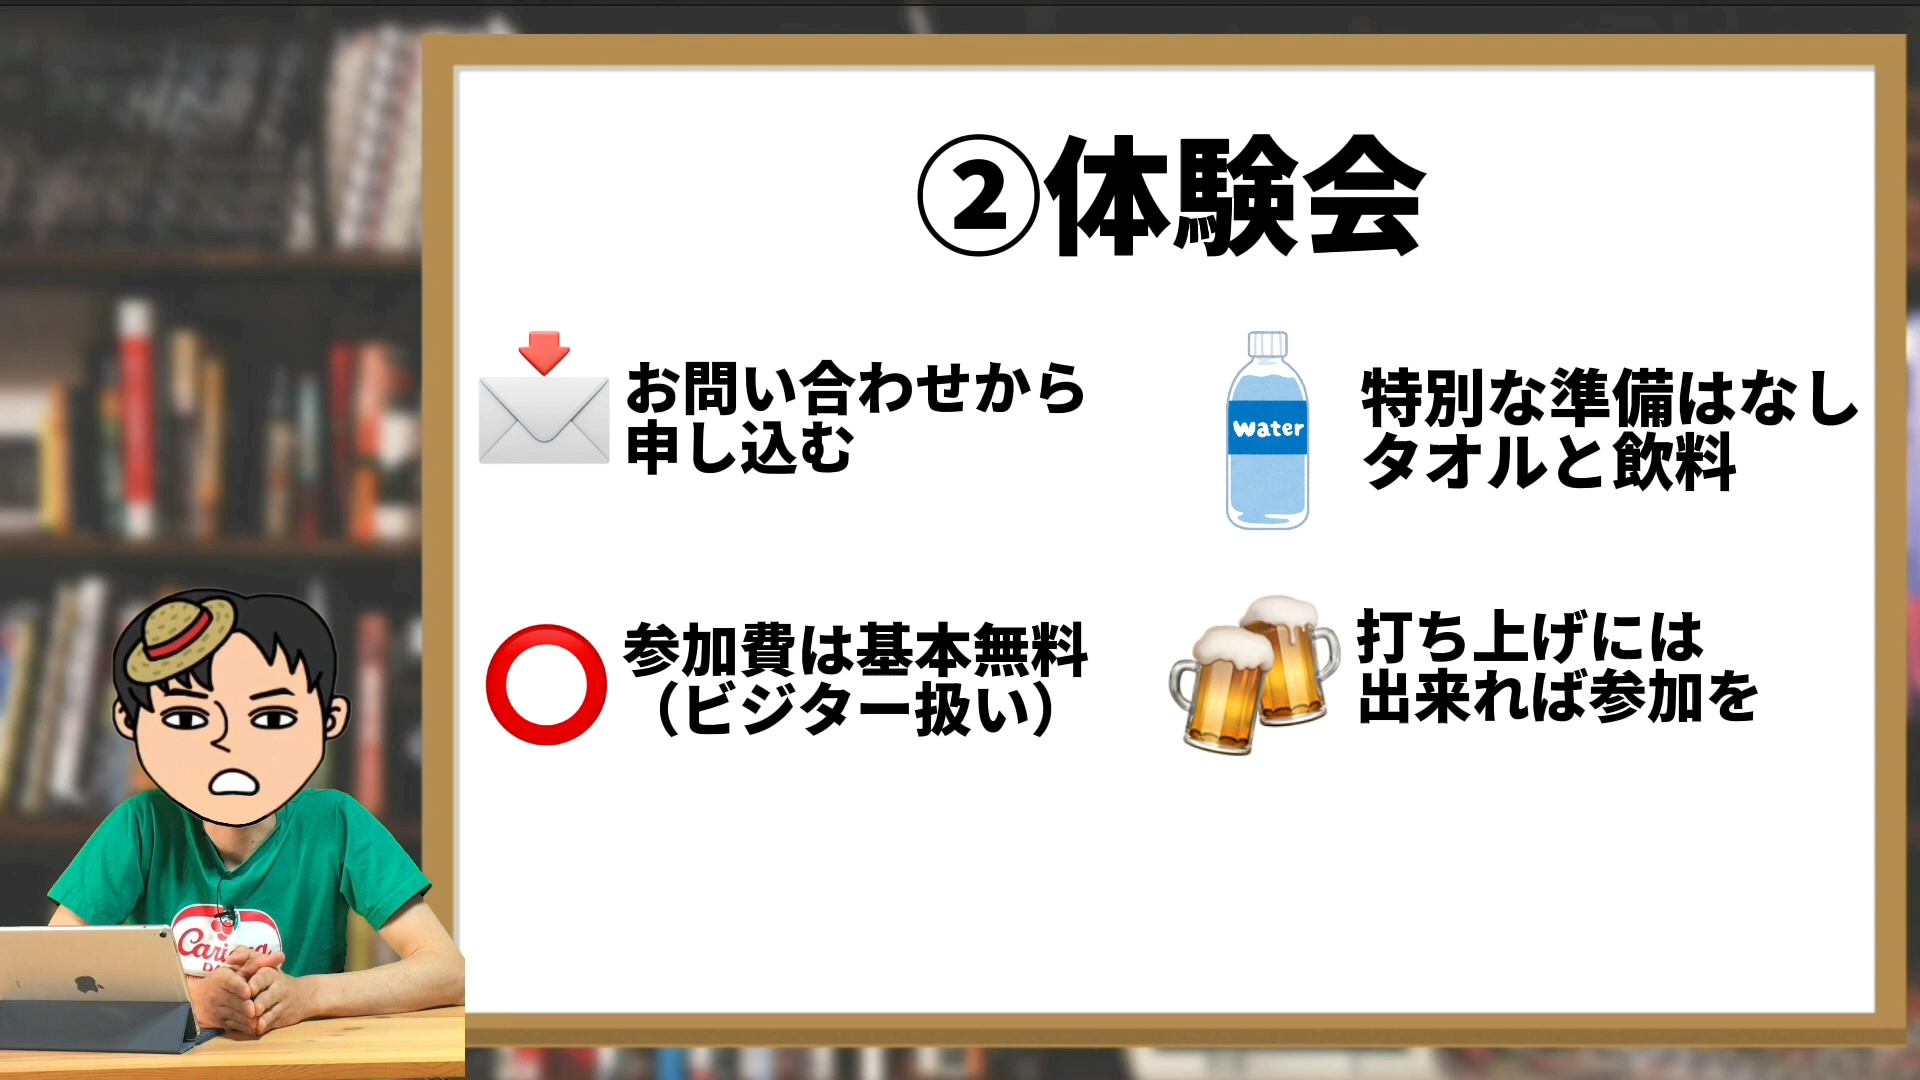 ②体験会
お問い合わせから
申し込む
Water
特別な準備はなし
タオルと飲料
参加費は基本無料
（ビジター扱い）
打ち上げには
出来れば参加を